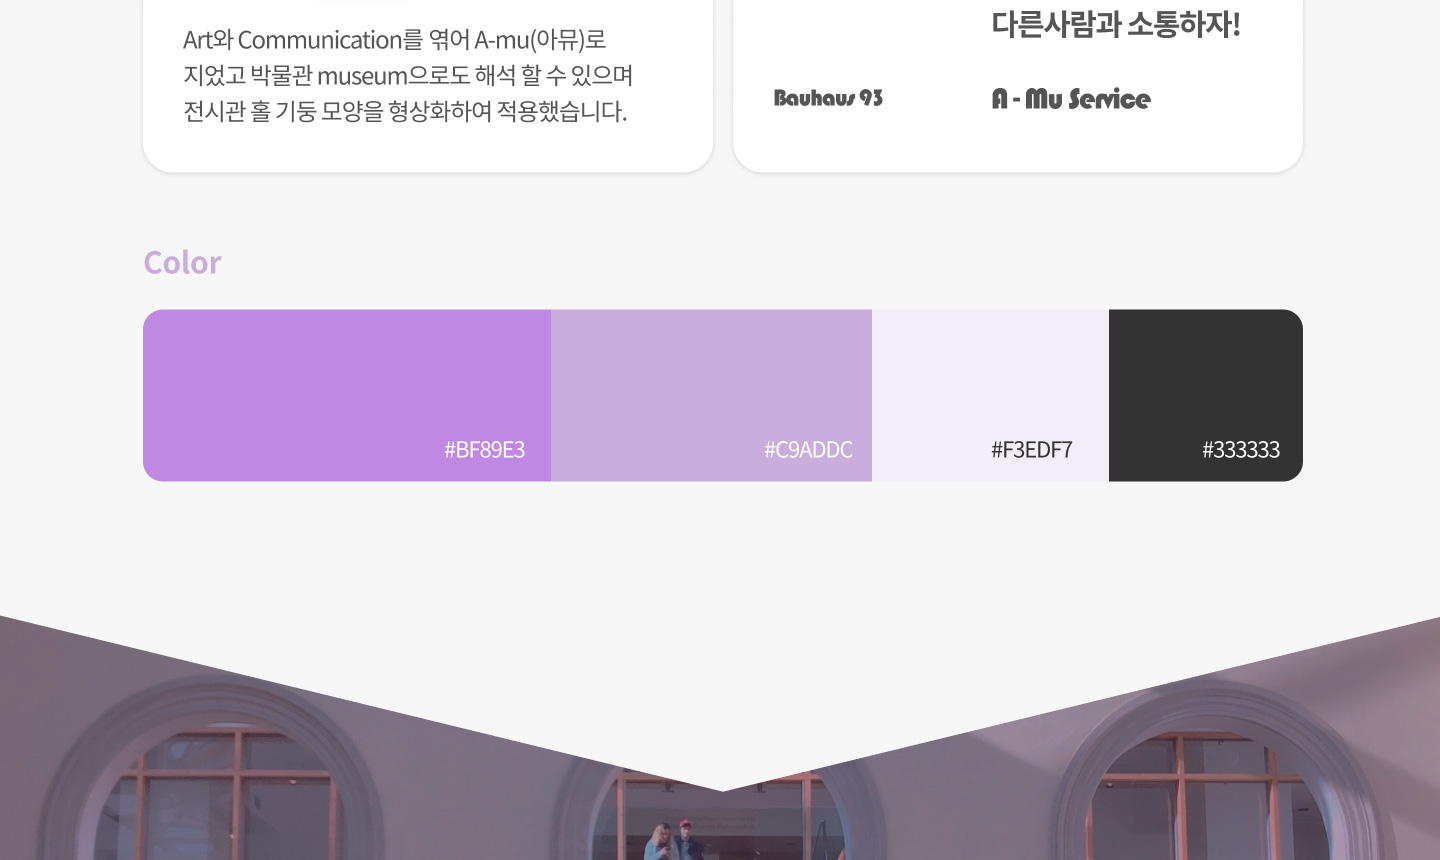 Art와 Communication를 엮어 A-mu(아뮤)로
지었고 박물관 museum으로도 해석 할 수 있으며
전시관 홀 기둥 모양을 형상화하여 적용했습니다.
다른사람과 소통하자!
Bauhaus 93
A - Mu Service
Color
#BF89E3
#C9ADDC
#F3EDF7
#333333